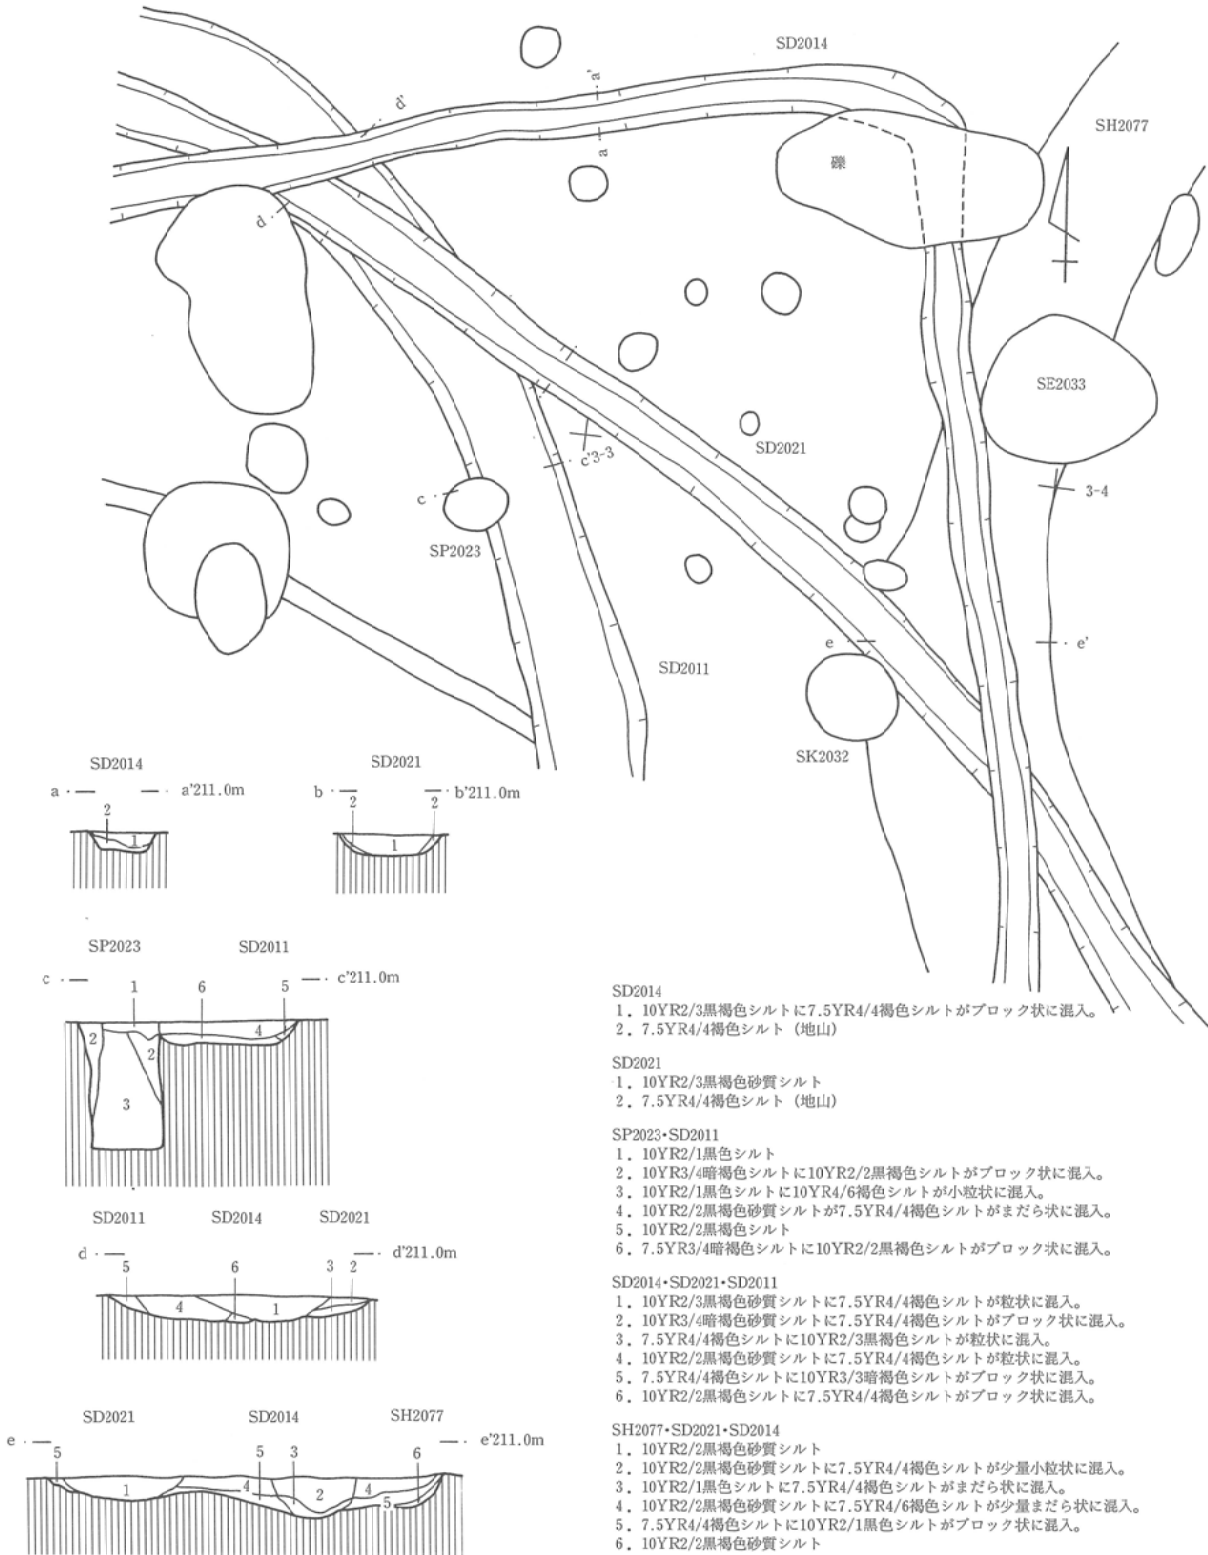 SD2014
a'
d'
SH2077
a
礫
d
SE2033
SD2021
c'3-3
c
3-4
SP2023
e
e'
SD2011
SK2032
SD2014
a
a'211.0m
2
1
SD2021
b
b'211.0m
2
2
1
SP2023
SD2011
c
c'211.0m
1
6
5
2
4
2
3
SD2011
SD2014
SD2021
d
d'211.0m
5
6
3
2
4
1
SD2021
SD2014
SH2077
e
e'211.0m
5
5
3
6
1
4
2
4
5
SD2014
1. 10YR2/3黒褐色シルトに7.5YR4/4褐色シルトがブロック状に混入。
2. 7.5YR4/4褐色シルト(地山)
SD2021
1. 10YR2/3黒褐色砂質シルト
2. 7.5YR4/4褐色シルト(地山)
SP2023・SD2011
1. 10YR2/1黒色シルト
2. 10YR3/4暗褐色シルトに10YR2/2黒褐色シルトがブロック状に混入。
3. 10YR2/1黒色シルトに10YR4/6褐色シルトが小粒状に混入。
4. 10YR2/2黒褐色砂質シルトが7.5YR4/4褐色シルトがまだら状に混入。
5. 10YR2/2黒褐色シルト
6. 7.5YR3/4暗褐色シルトに10YR2/2黒褐色シルトがブロック状に混入。
SD2014・SD2021・SD2011
1. 10YR2/3黒褐色砂質シルトに7.5YR4/4褐色シルトが粒状に混入。
2. 10YR3/4暗褐色砂質シルトに7.5YR4/4褐色シルトがブロック状に混入。
3. 7.5YR4/4褐色シルトに10YR2/3黒褐色シルトが粒状に混入。
4. 10YR2/2黒褐色砂質シルトに7.5YR4/4褐色シルトが粒状に混入。
5. 7.5YR4/4褐色シルトに10YR3/3暗褐色シルトがブロック状に混入。
6. 10YR2/2黒褐色シルトに7.5YR4/4褐色シルトがブロック状に混入。
SH2077・SD2021・SD2014
1. 10YR2/2黒褐色砂質シルト
2. 10YR2/2黒褐色砂質シルトに7.5YR4/4褐色シルトが少量小粒状に混入。
3. 10YR2/1黒色シルトに7.5YR4/4褐色シルトがまだら状に混入。
4. 10YR2/2黒褐色砂質シルトに7.5YR4/6褐色シルトが少量まだら状に混入。
5. 7.5YR4/4褐色シルトに10YR2/1黒色シルトがブロック状に混入。
6. 10YR2/2黒褐色砂質シルト